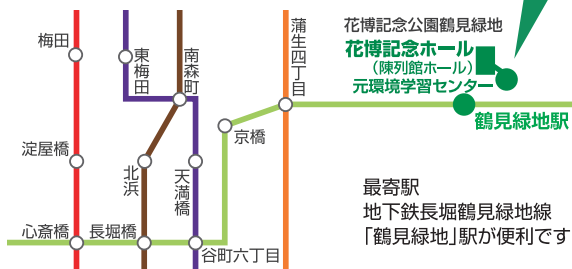 花博記念公園鶴見緑地
花博記念ホール
（陳列館ホール）
元環境学習センター
鶴見緑地駅
梅田
東梅田
南森町
蒲生四丁目
京橋
淀屋橋
北浜
天満橋
心斎橋
長堀橋
谷町六丁目
最寄駅
地下鉄長堀鶴見緑地線
「鶴見緑地」駅が便利です